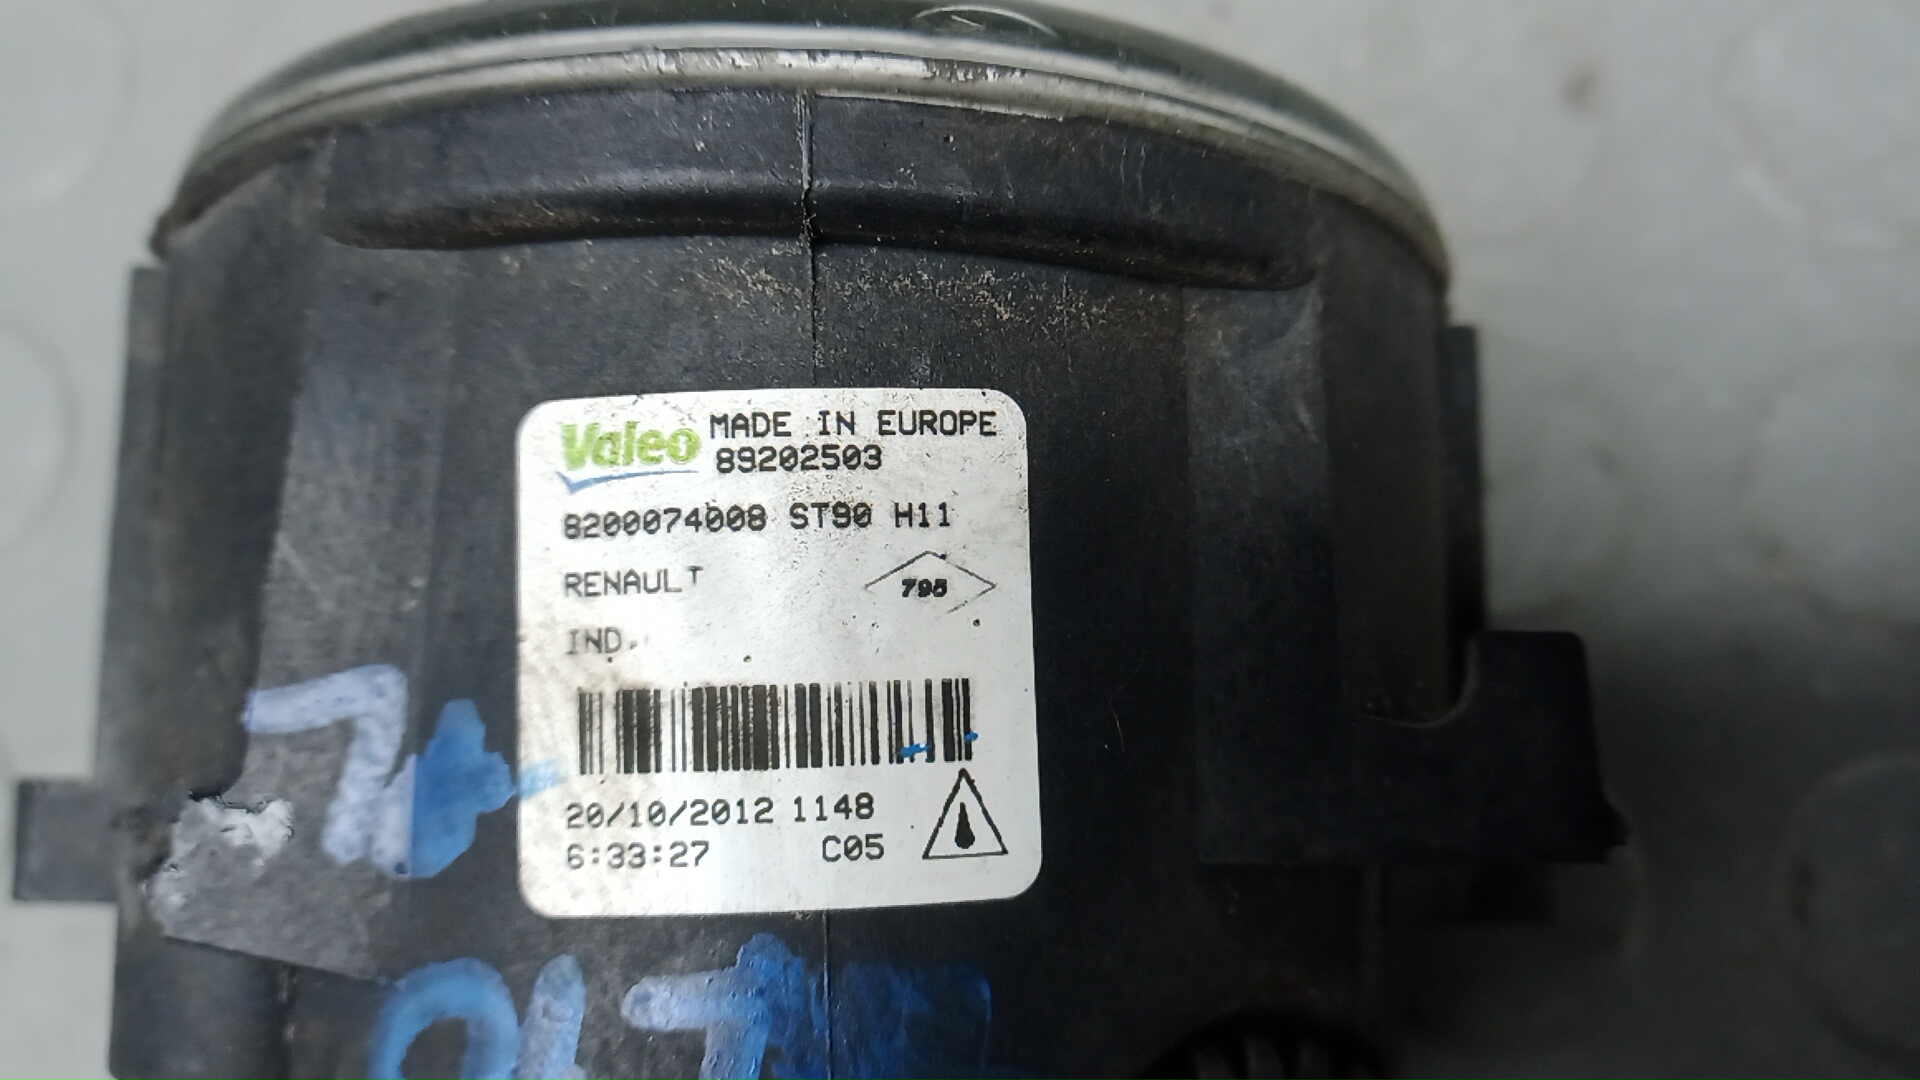 Valeo MADE IN EUROPE
89202503
8200074008 ST90 H11
RENAULT 795
IND.
20/10/2012 1148
6:33:27 C05